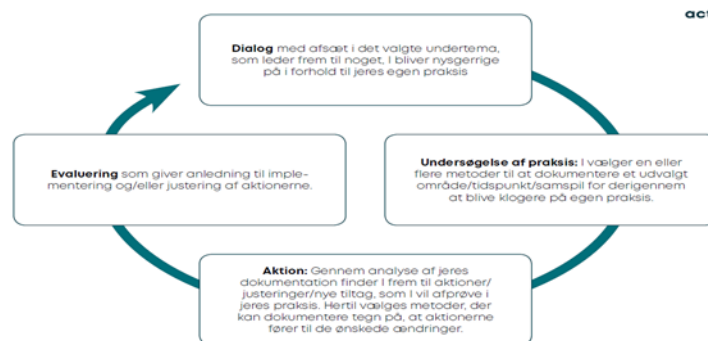 act
Dialog med afsæt i det valgte undertema,
som leder frem til noget, I bliver nysgerrige
på i forhold til jeres egen praksis
Evaluering som giver anledning til imple-
mentering og/eller justering af aktionerne.
Undersøgelse af praksis: I vælger en eller
flere metoder til at dokumentere et udvalgt
område/tidspunkt/samspil for derigennem
at blive klogere på egen praksis.
Aktion: Gennem analyse af jeres
dokumentation finder I frem til aktioner/
justeringer/nye tiltag, som I vil afprøve i
jeres praksis. Hertil vælges metoder, der
kan dokumentere tegn på, at aktionerne
fører til de ønskede ændringer.